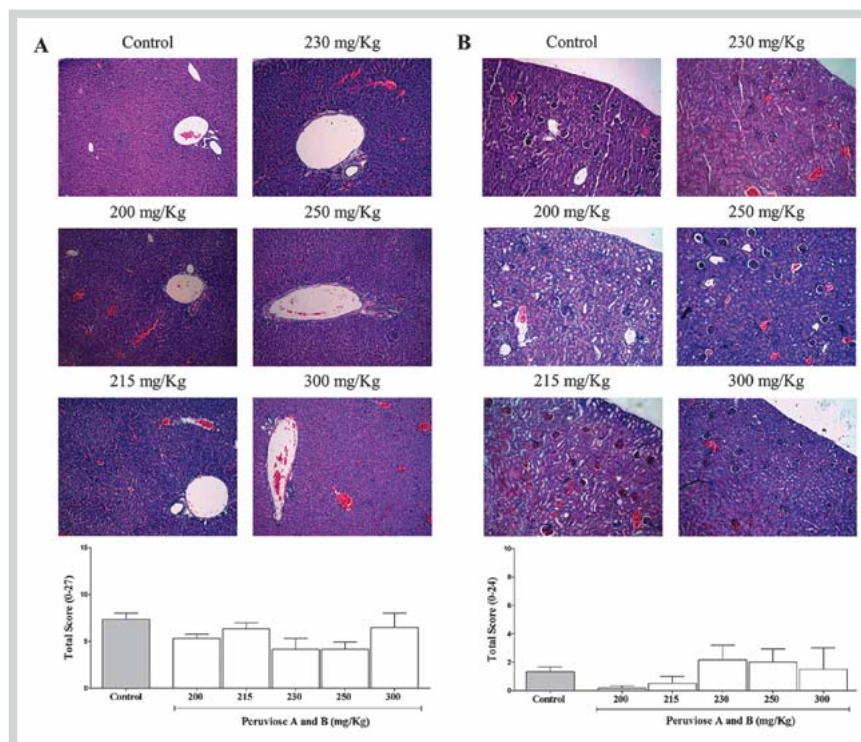 A
Control
230 mg/Kg
200 mg/Kg
250 mg/Kg
215 mg/Kg
300 mg/Kg
Total Score (0-27)
15
10
5
0
Control
200
215
230
250
300
Peruviose A and B (mg/Kg)
B
Control
230 mg/Kg
200 mg/Kg
250 mg/Kg
215 mg/Kg
300 mg/Kg
Total Score (0-24)
10
8
6
4
2
0
Control
200
215
230
250
300
Peruviose A and B (mg/Kg)